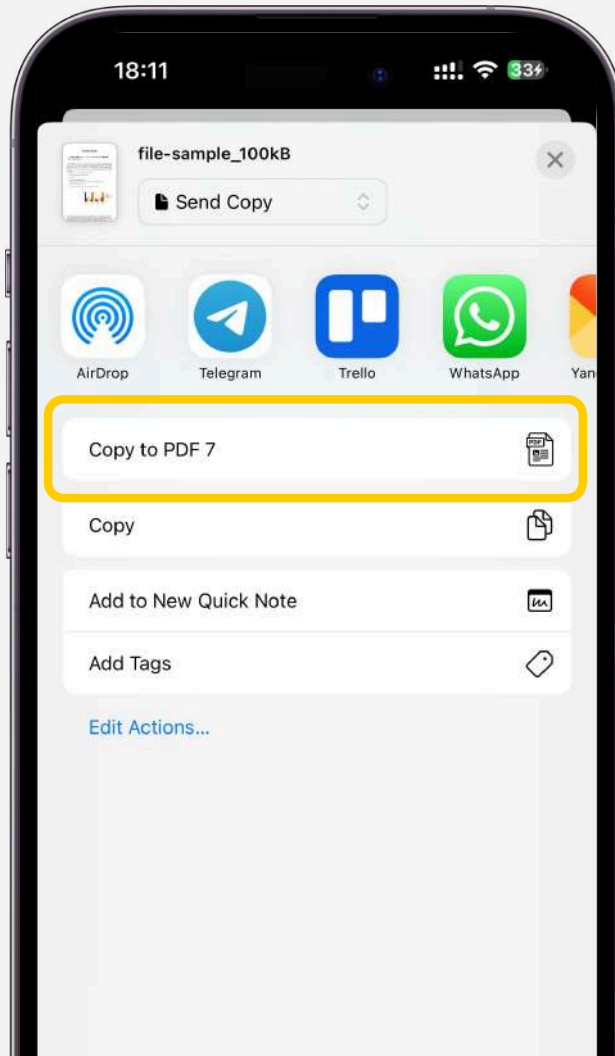 18:11
33
file-sample_100kB
Send Copy
AirDrop
Telegram
Trello
WhatsApp
Yan
Copy to PDF 7
PDF
Copy
Add to New Quick Note
Add Tags
Edit Actions...